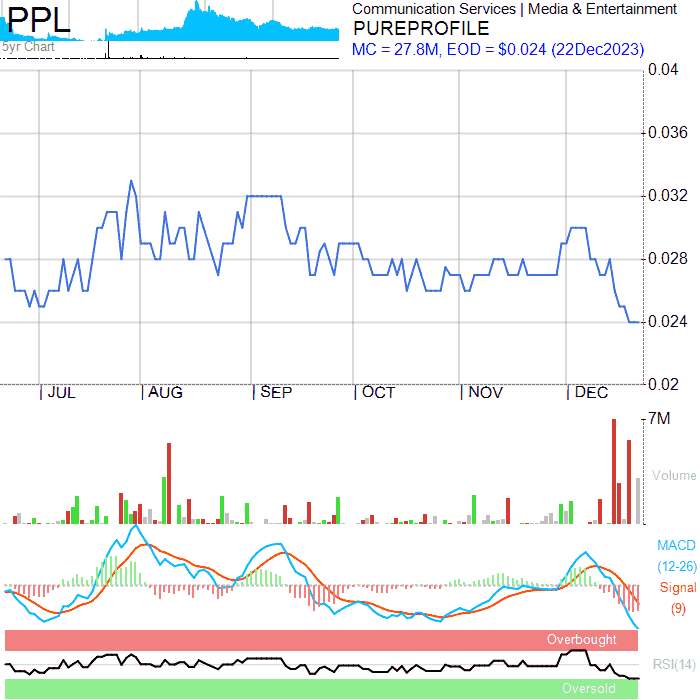 PPL
5yr Chart
Communication Services | Media & Entertainment
PUREPROFILE
MC = 27.8M, EOD = $0.024 (22Dec2023)
0.04
0.036
0.032
0.028
0.024
0.02
JUL AUG SEP OCT NOV DEC
7M
Volume
MACD
(12-26)
Signal
(9)
Overbought
RSI(14)
Oversold